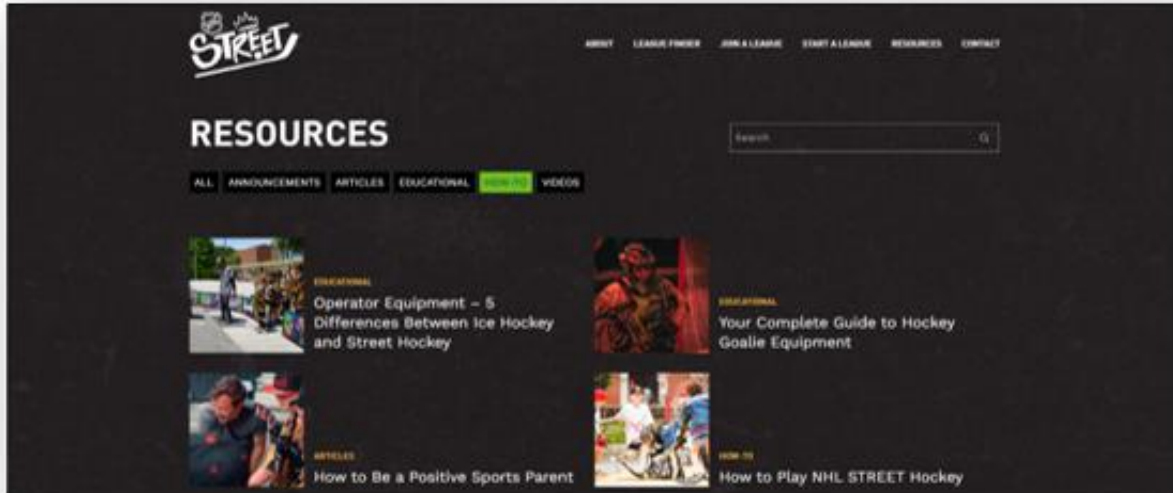 NHL
STREET
ABOUT LEAGUE FINDER JOIN A LEAGUE START A LEAGUE RESOURCES CONTACT
RESOURCES
Search
ALL ANNOUNCEMENTS ARTICLES EDUCATIONAL HOW-TO VIDEOS
EDUCATIONAL
Operator Equipment – 5
Differences Between Ice Hockey
and Street Hockey
EDUCATIONAL
Your Complete Guide to Hockey
Goalie Equipment
ARTICLES
How to Be a Positive Sports Parent
HOW-TO
How to Play NHL STREET Hockey